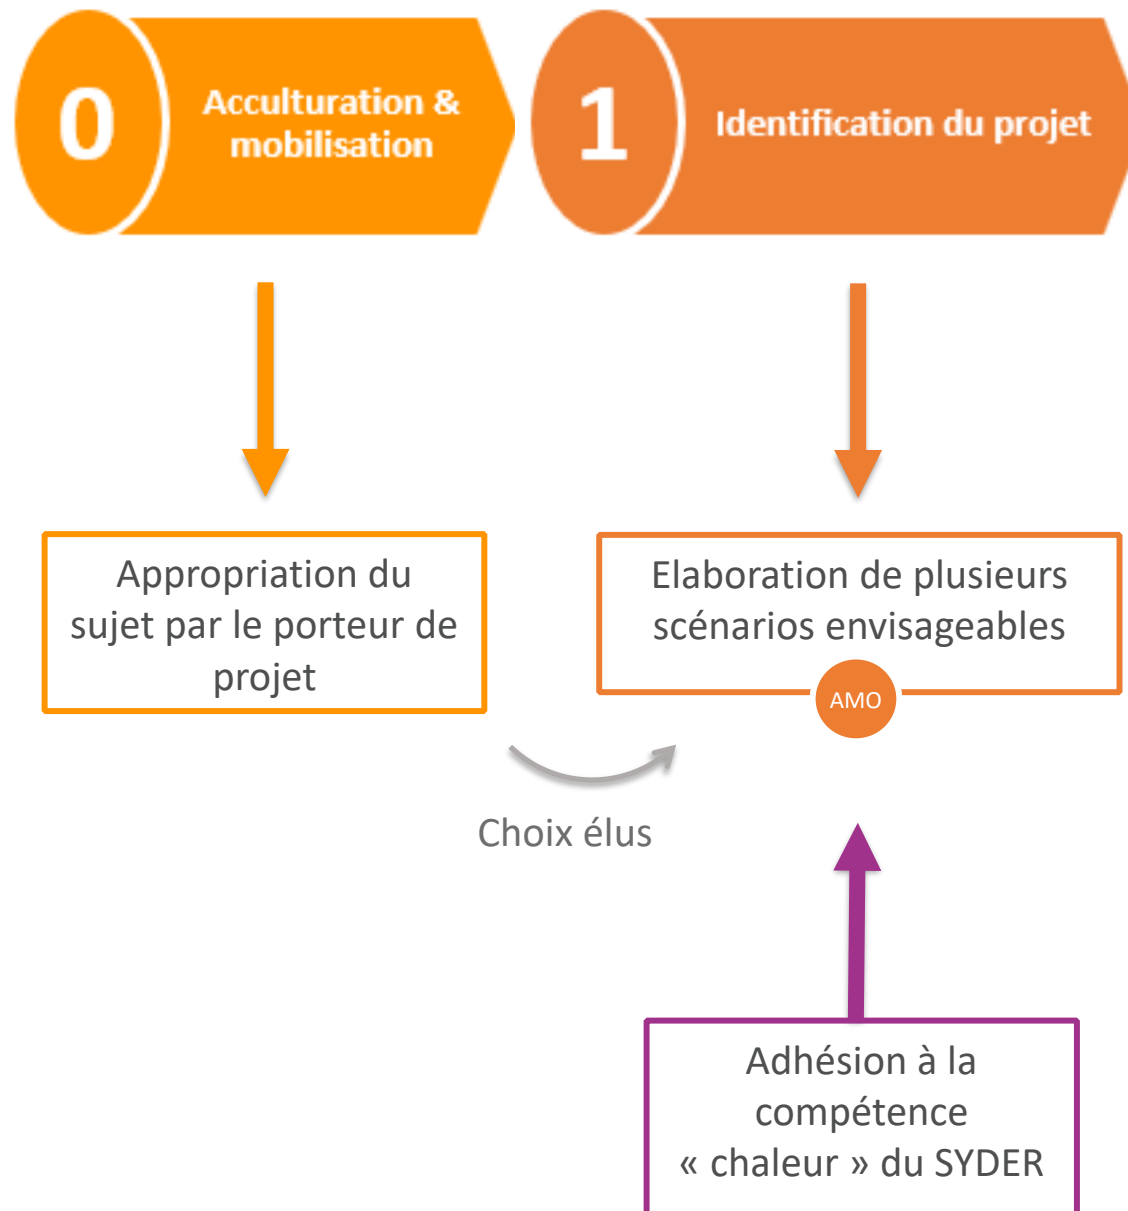 0
Acculturation &
mobilisation
1
Identification du projet
Appropriation du
sujet par le porteur de
projet
Elaboration de plusieurs
scénarios envisageables
AMO
Choix élus
Adhésion à la
compétence
« chaleur » du SYDER